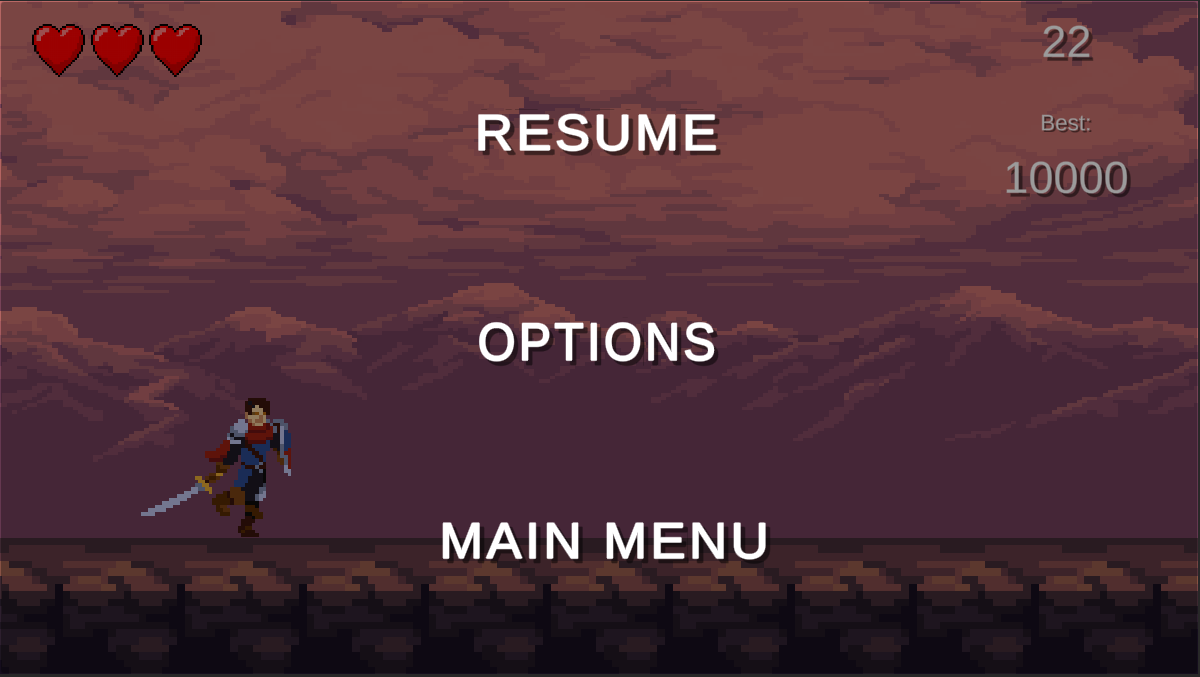 22
RESUME
Best:
10000
OPTIONS
MAIN MENU